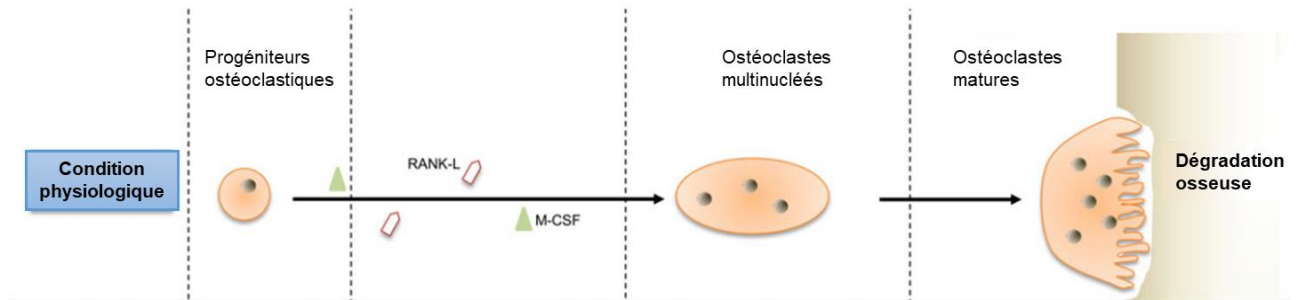 Progéniteurs
ostéoclastiques
Ostéoclastes
multinucléés
Ostéoclastes
matures
Condition
physiologique
RANK-L
M-CSF
Dégradation
osseuse